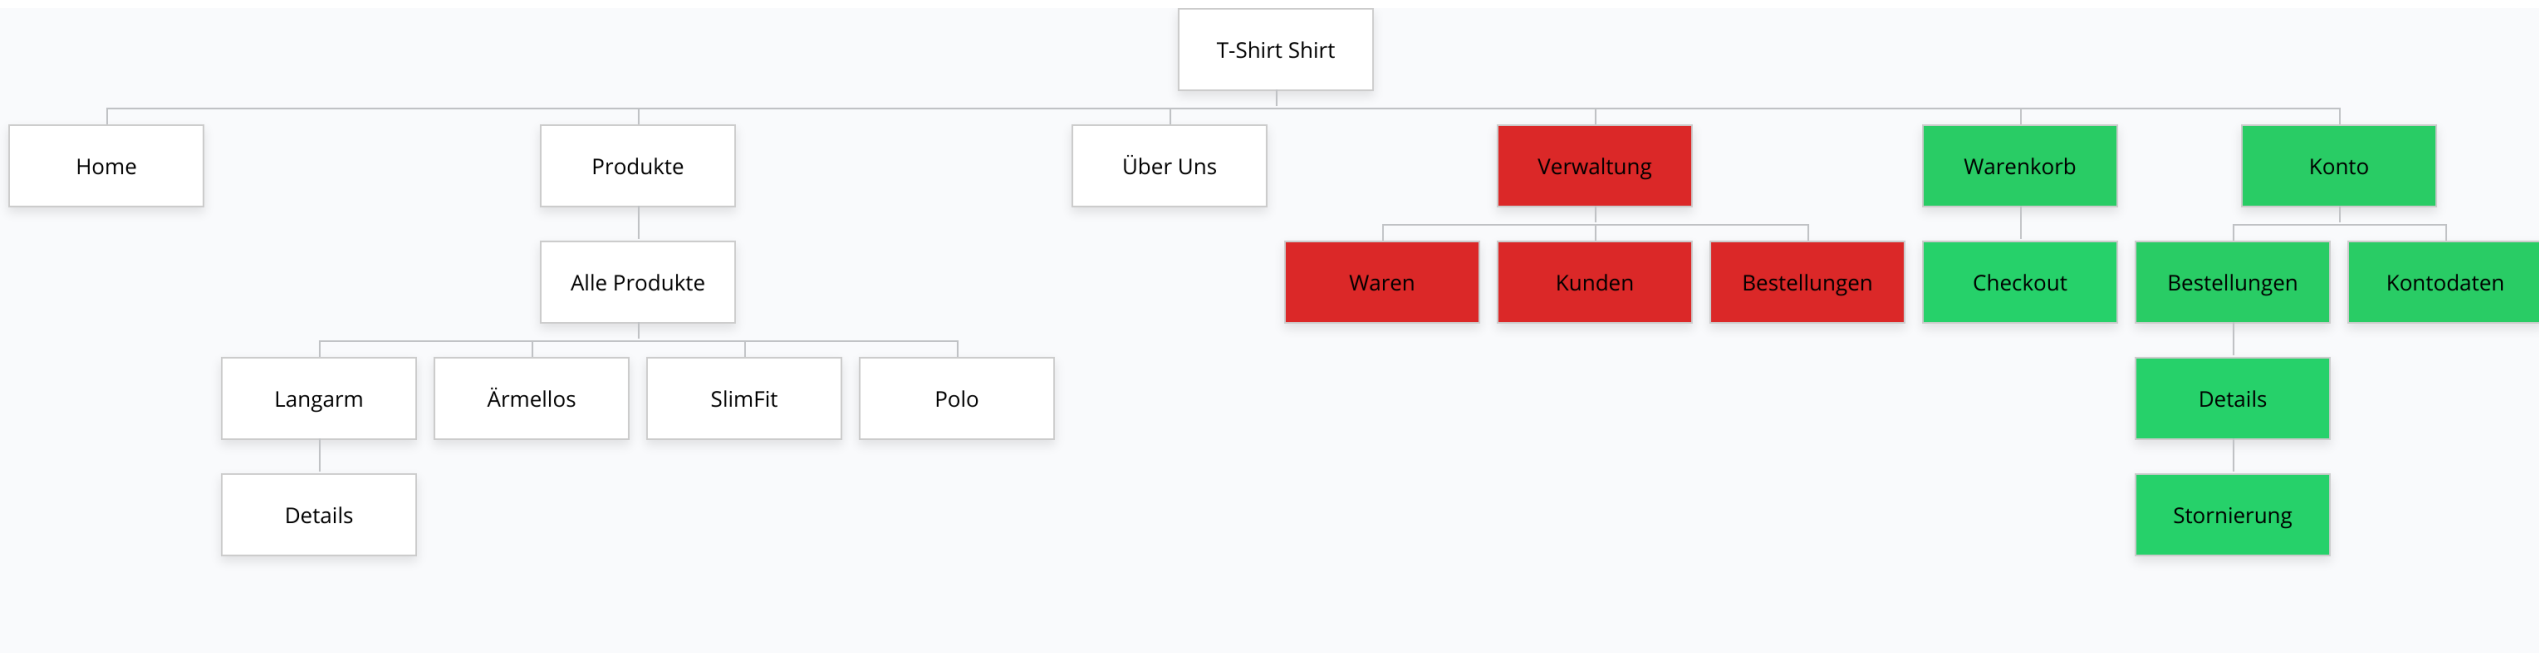 T-Shirt Shirt
Home
Produkte
Über Uns
Verwaltung
Warenkorb
Konto
Alle Produkte
Waren
Kunden
Bestellungen
Checkout
Bestellungen
Kontodaten
Langarm
Ärmellos
SlimFit
Polo
Details
Details
Stornierung